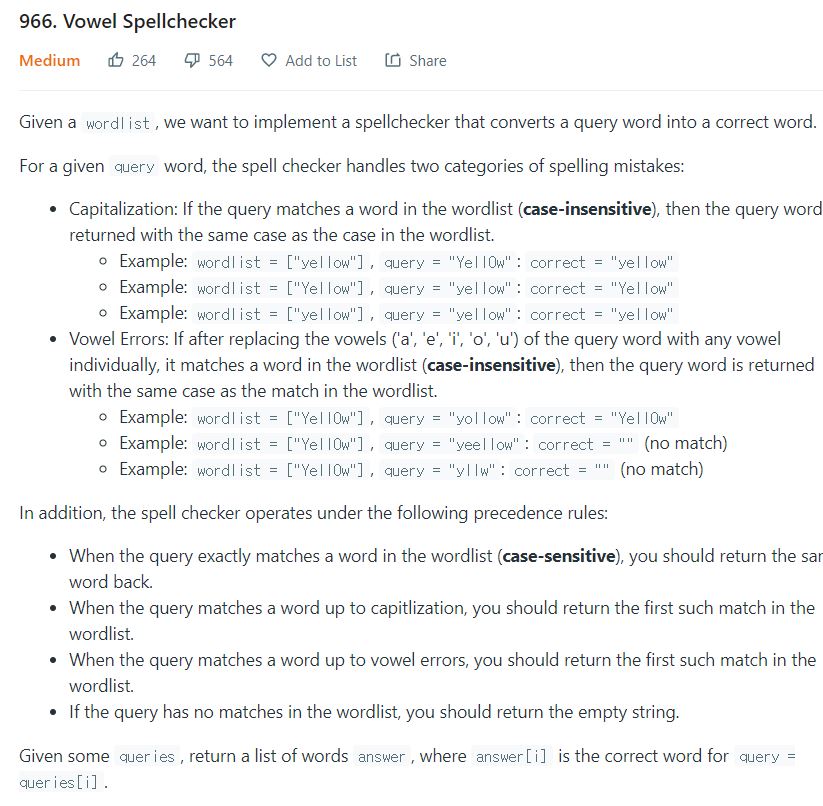 966. Vowel Spellchecker
Medium 264 564 Add to List Share
Given a wordlist, we want to implement a spellchecker that converts a query word into a correct word.
For a given query word, the spell checker handles two categories of spelling mistakes:
• Capitalization: If the query matches a word in the wordlist (case-insensitive), then the query word
returned with the same case as the case in the wordlist.
◦ Example: wordlist = ["yellow"], query = "YellOw": correct = "yellow"
◦ Example: wordlist = ["Yellow"], query = "yellow": correct = "Yellow"
◦ Example: wordlist = ["yellow"], query = "yellow": correct = "yellow"
• Vowel Errors: If after replacing the vowels ('a', 'e', 'i', 'o', 'u') of the query word with any vowel
individually, it matches a word in the wordlist (case-insensitive), then the query word is returned
with the same case as the match in the wordlist.
◦ Example: wordlist = ["YellOw"], query = "yollow": correct = "YellOw"
◦ Example: wordlist = ["YellOw"], query = "yeellow": correct = "" (no match)
◦ Example: wordlist = ["YellOw"], query = "yllw": correct = "" (no match)
In addition, the spell checker operates under the following precedence rules:
• When the query exactly matches a word in the wordlist (case-sensitive), you should return the
word back.
• When the query matches a word up to capitlization, you should return the first such match in the
wordlist.
• When the query matches a word up to vowel errors, you should return the first such match in the
wordlist.
• If the query has no matches in the wordlist, you should return the empty string.
Given some queries, return a list of words answer, where answer[i] is the correct word for query =
queries[i].